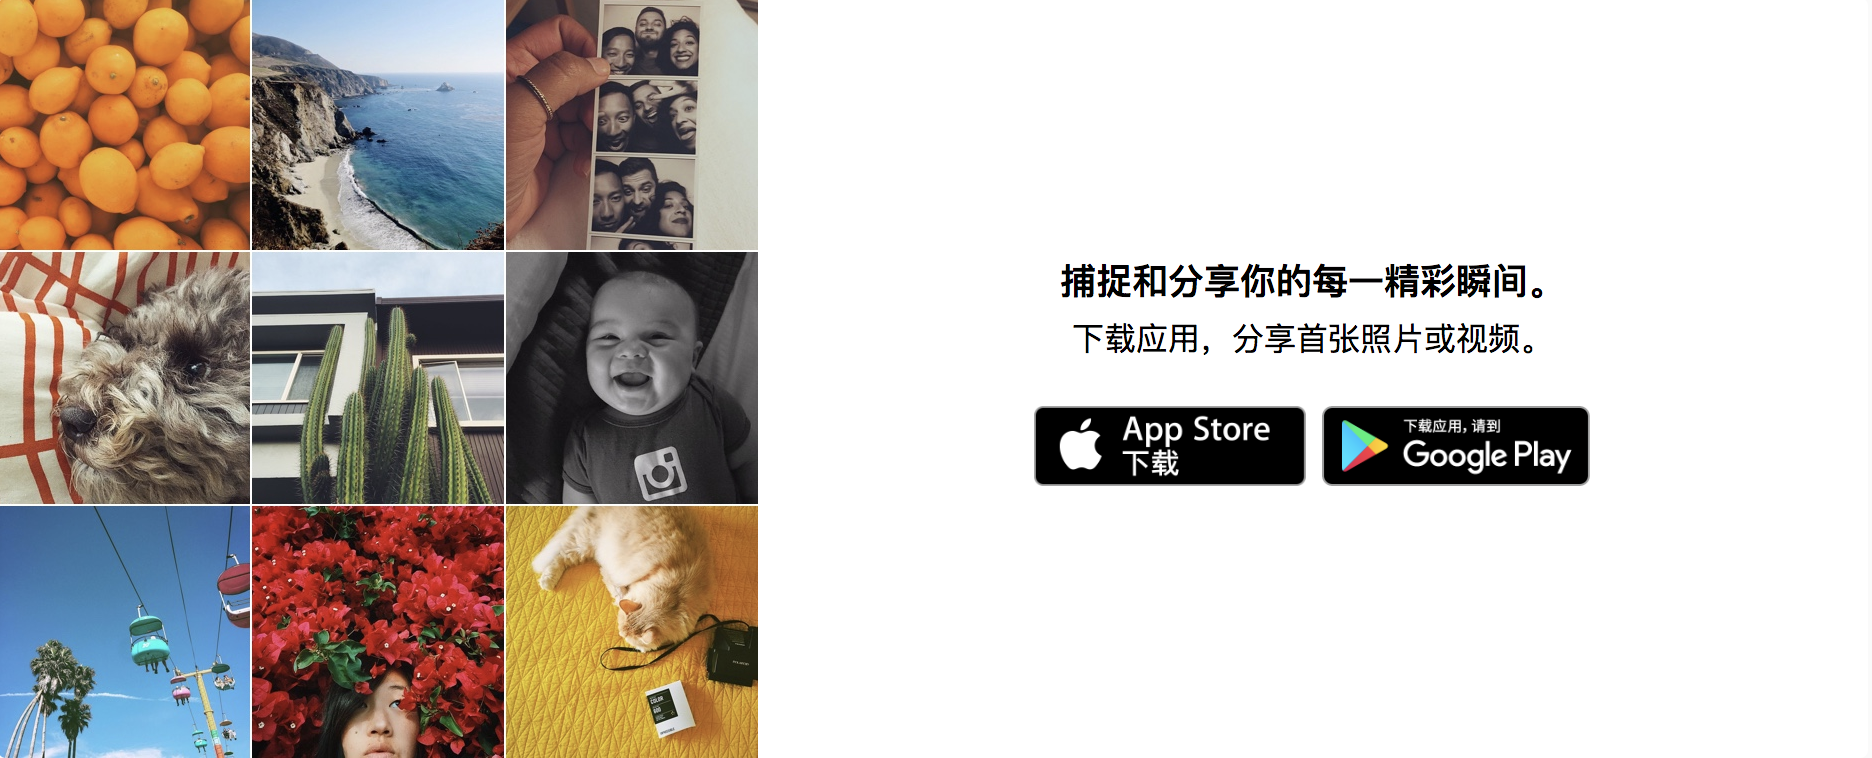 捕捉和分享你的每一精彩瞬间。
下载应用，分享首张照片或视频。
App Store
下载
下载应用，请到
Google Play
COLOR
600